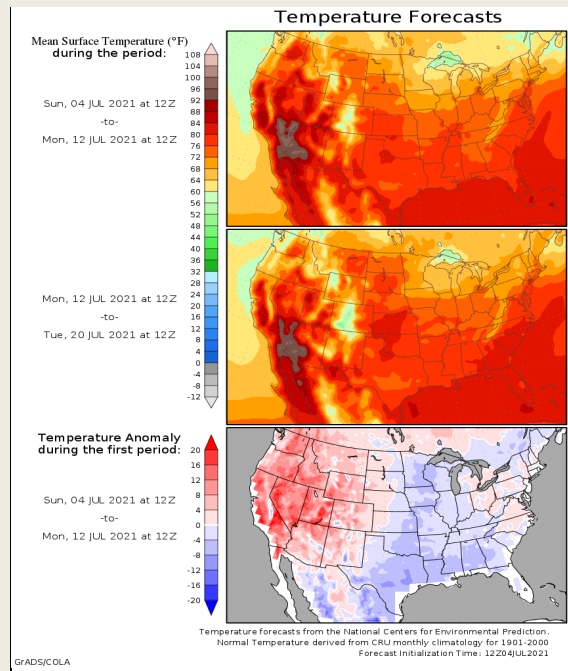 Temperature Forecasts
Mean Surface Temperature (°F)
during the period:
Sun, 04 JUL 2021 at 12Z
-to-
Mon, 12 JUL 2021 at 12Z
108
104
100
96
92
88
84
80
76
72
68
64
60
56
52
48
44
40
36
32
30
28
24
20
16
12
8
4
0
-4
-8
-12
Mon, 12 JUL 2021 at 12Z
-to-
Tue, 20 JUL 2021 at 12Z
Temperature Anomaly
during the first period:
Sun, 04 JUL 2021 at 12Z
-to-
Mon, 12 JUL 2021 at 12Z
20
16
12
8
4
0
-4
-8
-12
-16
-20
Temperature forecasts from the National Centers for Environmental Prediction.
Normal Temperature derived from CRU monthly climatology for 1901-2000
Forecast Initialization Time: 12Z04JUL2021
GrADS/COLA